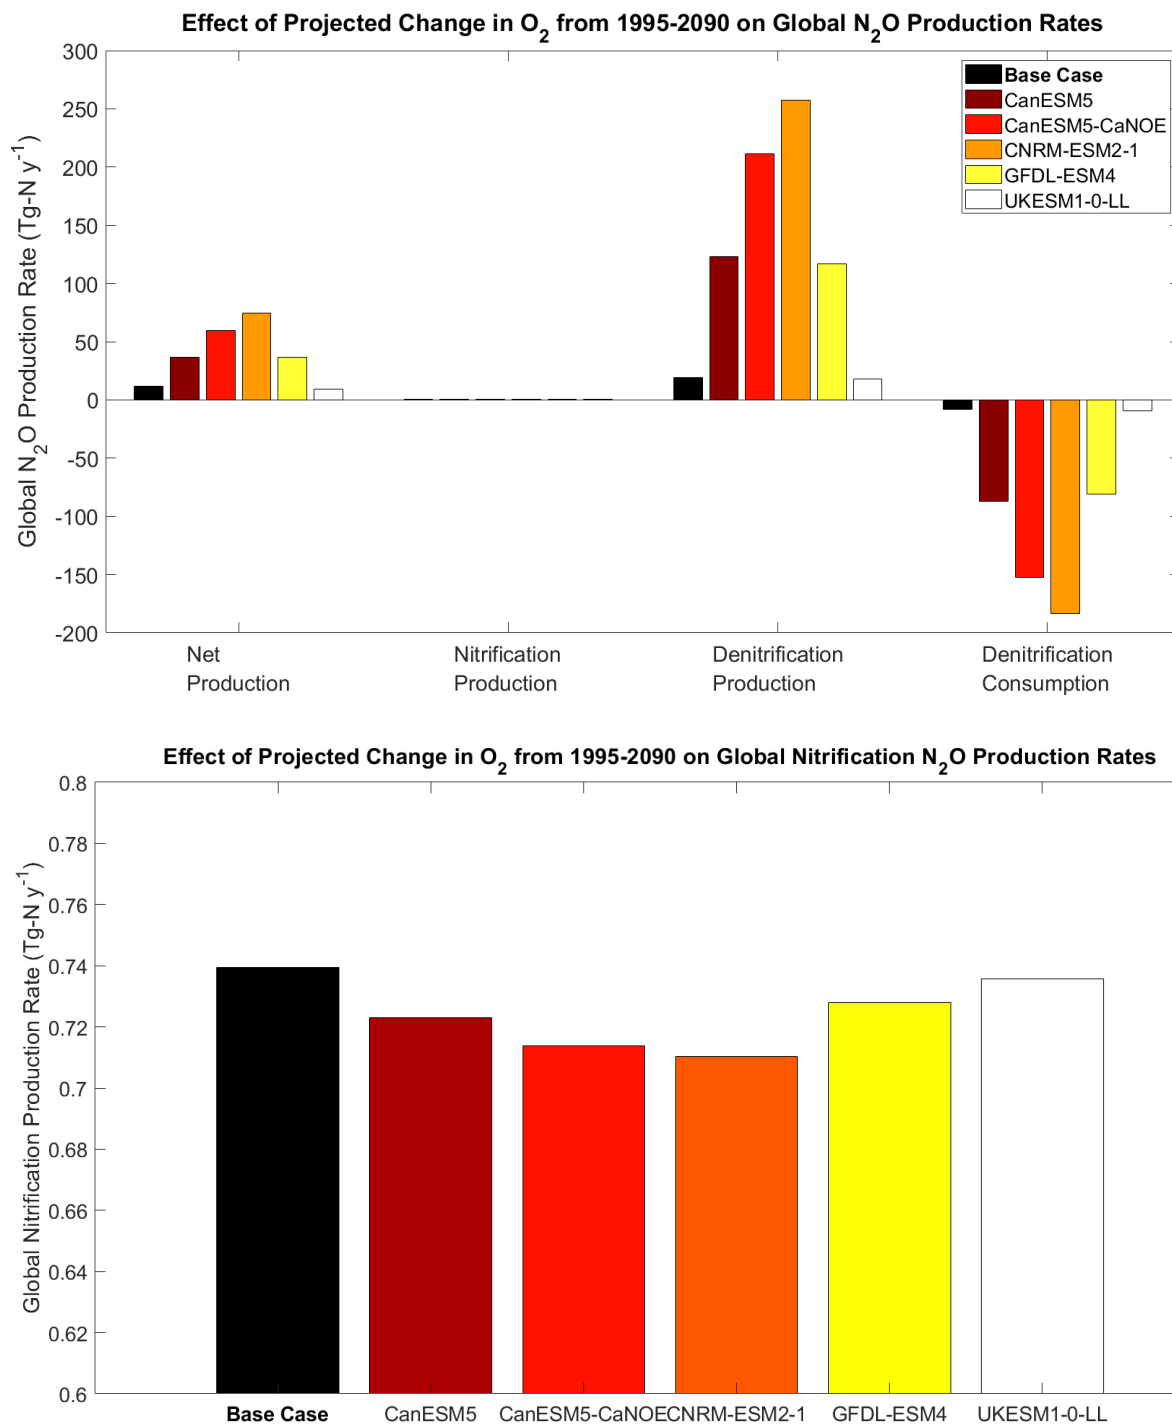 Effect of Projected Change in O2 from 1995-2090 on Global N2O Production Rates
Global N2O Production Rate (Tg-N y-1)
300
250
200
150
100
50
0
-50
-100
-150
-200
Base Case
CanESM5
CanESM5-CaNOE
CNRM-ESM2-1
GFDL-ESM4
UKESM1-0-LL
Net
Production
Nitrification
Production
Denitrification
Production
Denitrification
Consumption
Effect of Projected Change in O2 from 1995-2090 on Global Nitrification N2O Production Rates
Global Nitrification Production Rate (Tg-N y-1)
0.8
0.78
0.76
0.74
0.72
0.7
0.68
0.66
0.64
0.62
0.6
Base Case
CanESM5
CanESM5-CaNOE
CNRM-ESM2-1
GFDL-ESM4
UKESM1-0-LL